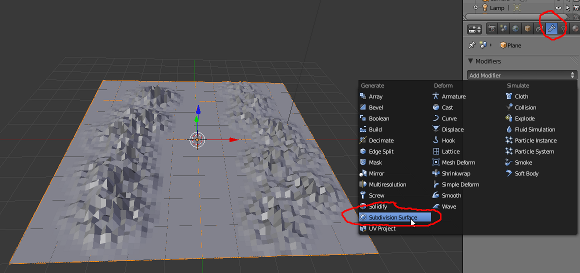 Lamp
Plane
Modifiers
Add Modifier
Generate
Array
Bevel
Boolean
Build
Decimate
Edge Split
Mask
Mirror
Multiresolution
Screw
Solidify
Subdivision Surface
UV Project
Deform
Armature
Cast
Curve
Displace
Hook
Lattice
Mesh Deform
Shrinkwrap
Simple Deform
Smooth
Wave
Simulate
Cloth
Collision
Explode
Fluid Simulation
Particle Instance
Particle System
Smoke
Soft Body